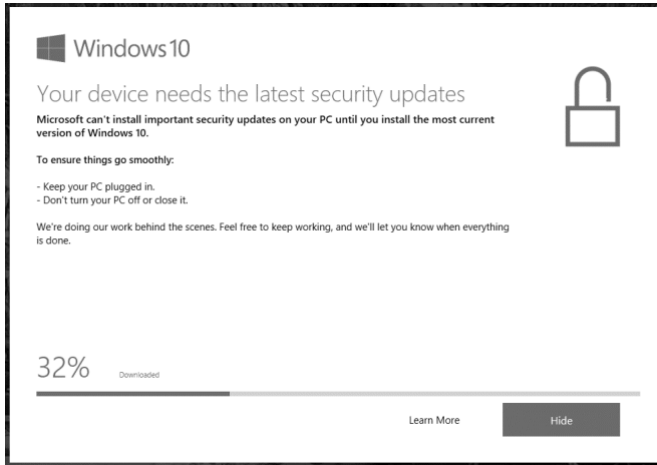 Windows 10
Your device needs the latest security updates
Microsoft can't install important security updates on your PC until you install the most current
version of Windows 10.
To ensure things go smoothly:
- Keep your PC plugged in.
- Don't turn your PC off or close it.
We're doing our work behind the scenes. Feel free to keep working, and we'll let you know when everything
is done.
32% Downloaded
Learn More Hide